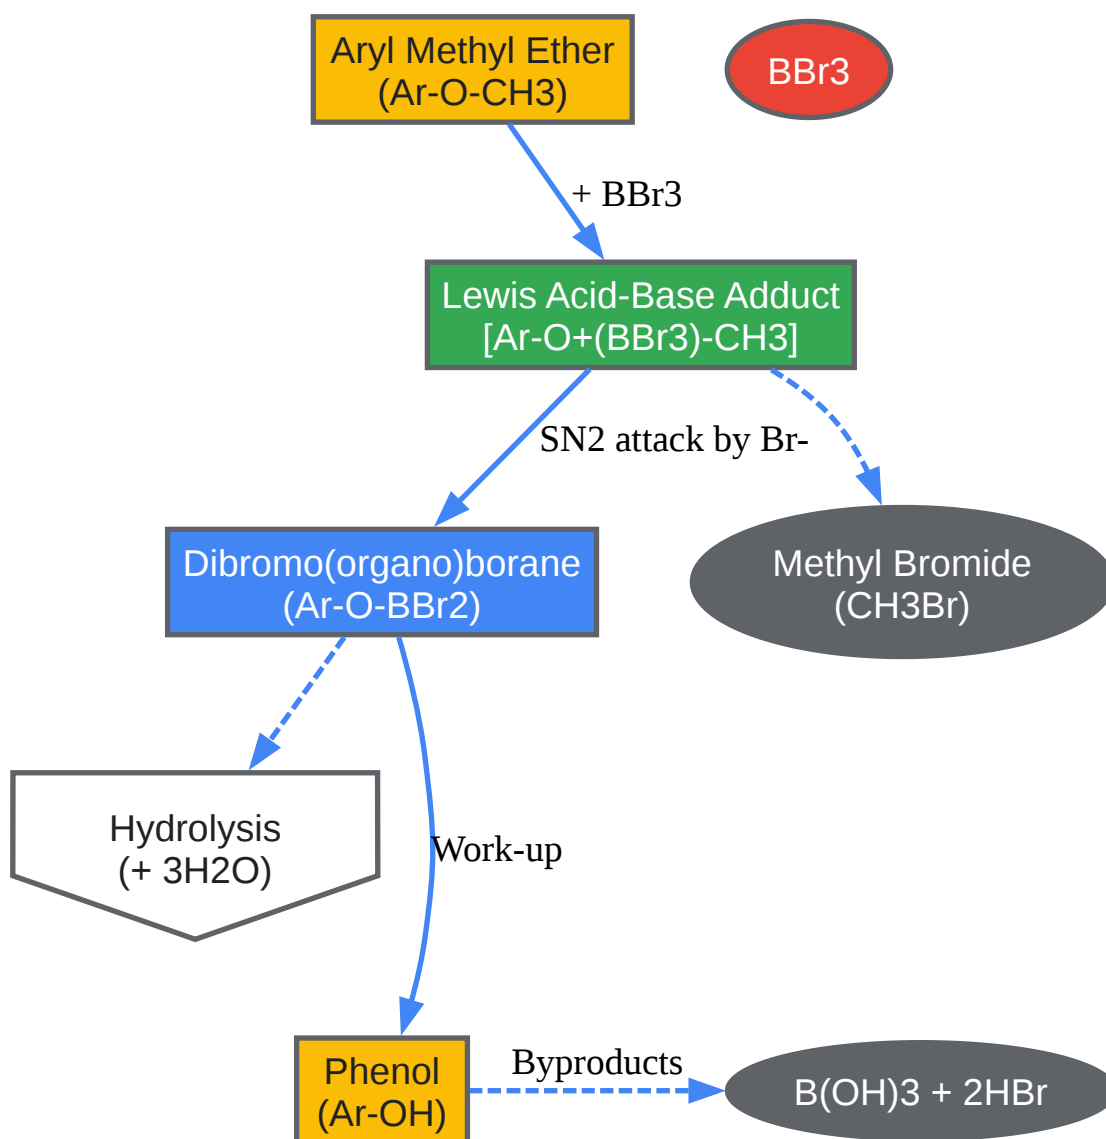 Aryl Methyl Ether
(Ar-O-CH3)
BBr3
+ BBr3
Lewis Acid-Base Adduct
[Ar-O+(BBr3)-CH3]
SN2 attack by Br-
Dibromo(organo)borane
(Ar-O-BBr2)
Methyl Bromide
(CH3Br)
Hydrolysis
(+ 3H2O)
Work-up
Phenol
(Ar-OH)
Byproducts
B(OH)3 + 2HBr